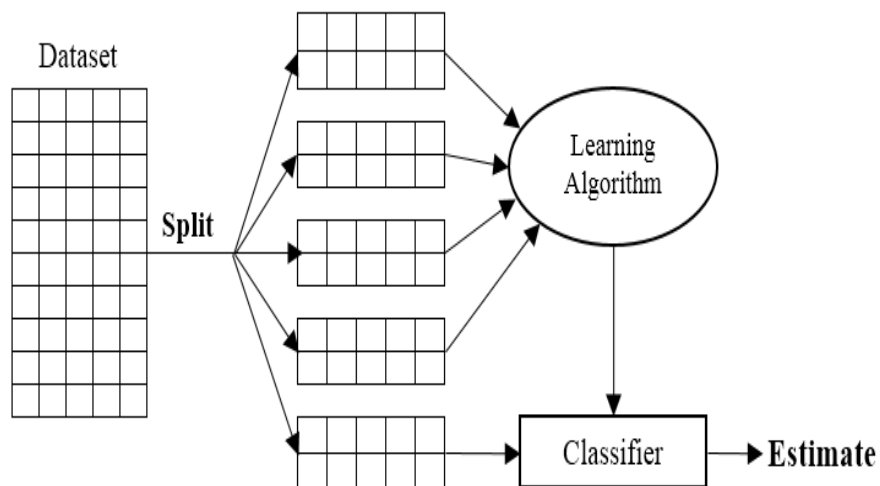 Dataset
Split
Learning
Algorithm
Classifier
Estimate